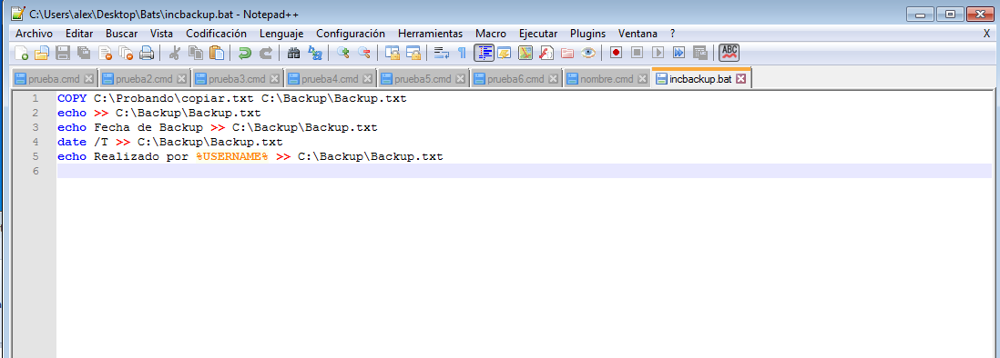 C:\Users\alex\Desktop\Bats\incbackup.bat - Notepad++
Archivo Editar Buscar Vista Codificación Lenguaje Configuración Herramientas Macro Ejecutar Plugins Ventana ? X
ABC
prueba.cmd prueba2.cmd prueba3.cmd prueba4.cmd prueba5.cmd prueba6.cmd nombre.cmd incbackup.bat
1 COPY C:\Probando\copiar.txt C:\Backup\Backup.txt
2 echo >> C:\Backup\Backup.txt
3 echo Fecha de Backup >> C:\Backup\Backup.txt
4 date /T >> C:\Backup\Backup.txt
5 echo Realizado por %USERNAME% >> C:\Backup\Backup.txt
6